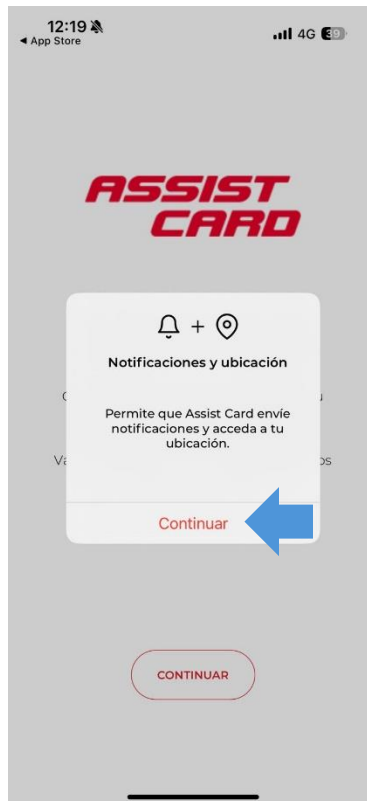 12:19
◀ App Store
4G 39
ASSIST
CARD
+
Notificaciones y ubicación
Permite que Assist Card envíe
notificaciones y acceda a tu
ubicación.
Continuar
CONTINUAR